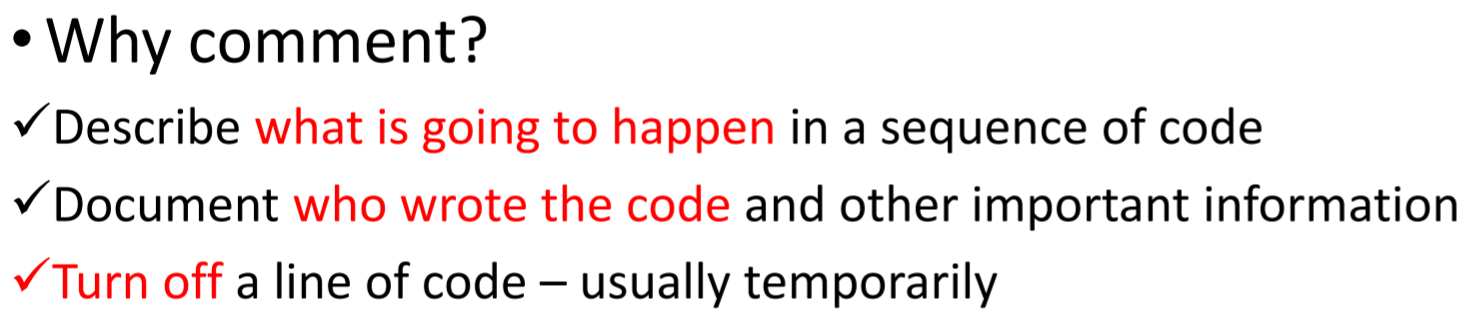 • Why comment?
✓Describe what is going to happen in a sequence of code
✓Document who wrote the code and other important information
✓Turn off a line of code – usually temporarily